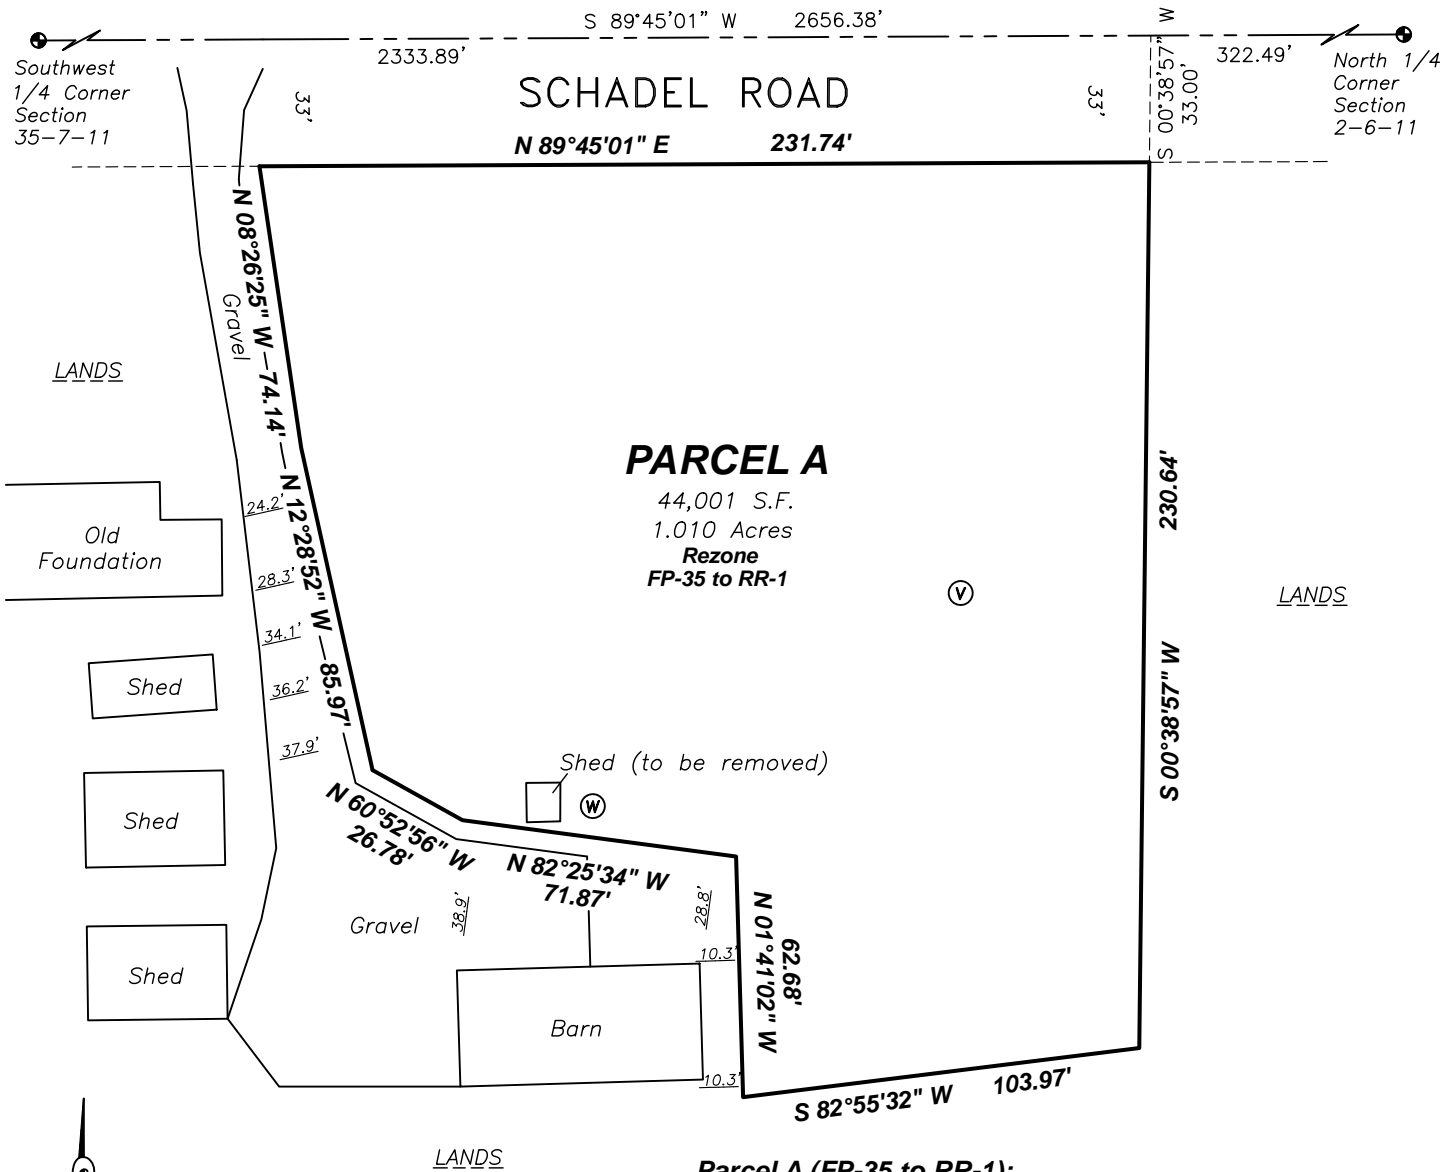 S 89°45'01" W 2656.38'
2333.89'
322.49'
Southwest
1/4 Corner
Section
35-7-11
North 1/4
Corner
Section
2-6-11
S 00°38'57" W
33.00'
33'
SCHADEL ROAD
33'
N 89°45'01" E 231.74'
N 08°26'25" W 74.14'
Gravel
LANDS
PARCEL A
44,001 S.F.
1.010 Acres
Rezone
FP-35 to RR-1
230.64'
S 00°38'57" W
V
LANDS
24.2'
N 12°28'52" W 85.97'
Old
Foundation
28.3'
34.1'
36.2'
37.9'
Shed
Shed (to be removed)
W
Shed
N 60°52'56" W
26.78'
N 82°25'34" W
71.87'
38.9'
28.8'
Gravel
10.3'
62.68'
N 01°41'02" W
Shed
Barn
10.3'
S 82°55'32" W 103.97'
LANDS
Parcel A (FP-35 to RR-1):